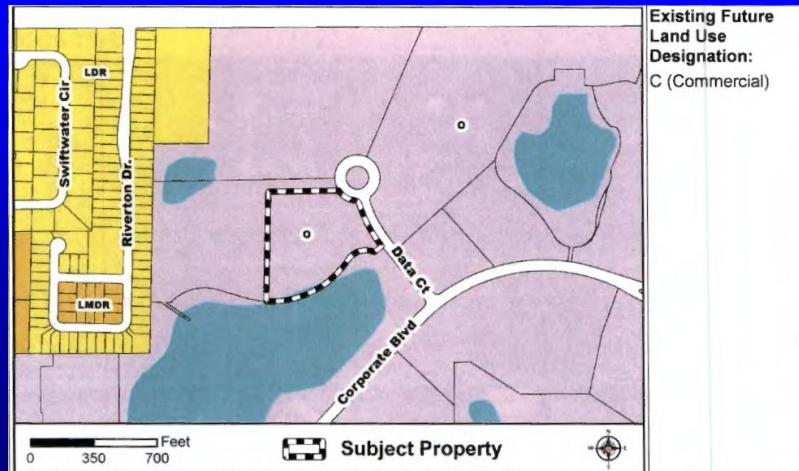 Existing Future
Land Use
Designation:
C (Commercial)
LDR
O
Swiftwater Cir
Riverton Dr.
O
Data Ct
LMDR
Corporate Blvd
Feet
0 350 700
Subject Property
N
W E
S